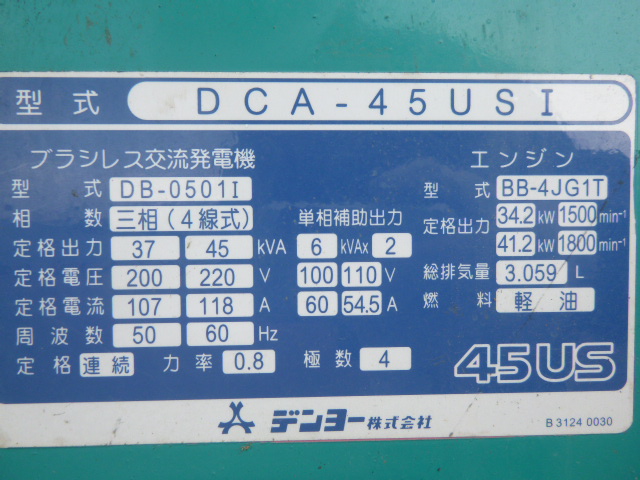 型式 DCA-45USI
ブラシレス交流発電機
型式 DB-0501I
相数 三相(4線式)
定格出力 37 45 kVA
定格電圧 200 220 V
定格電流 107 118 A
周波数 50 60 Hz
定格 連続 力率 0.8 極数 4
単相補助出力
6 kVAx 2
100 110 V
60 54.5 A
エンジン
型式 BB-4JG1T
定格出力 34.2 kW 1500 min⁻¹
41.2 kW 1800 min⁻¹
総排気量 3.059 L
燃料 軽油
45US
デンヨー株式会社
B 3124 0030